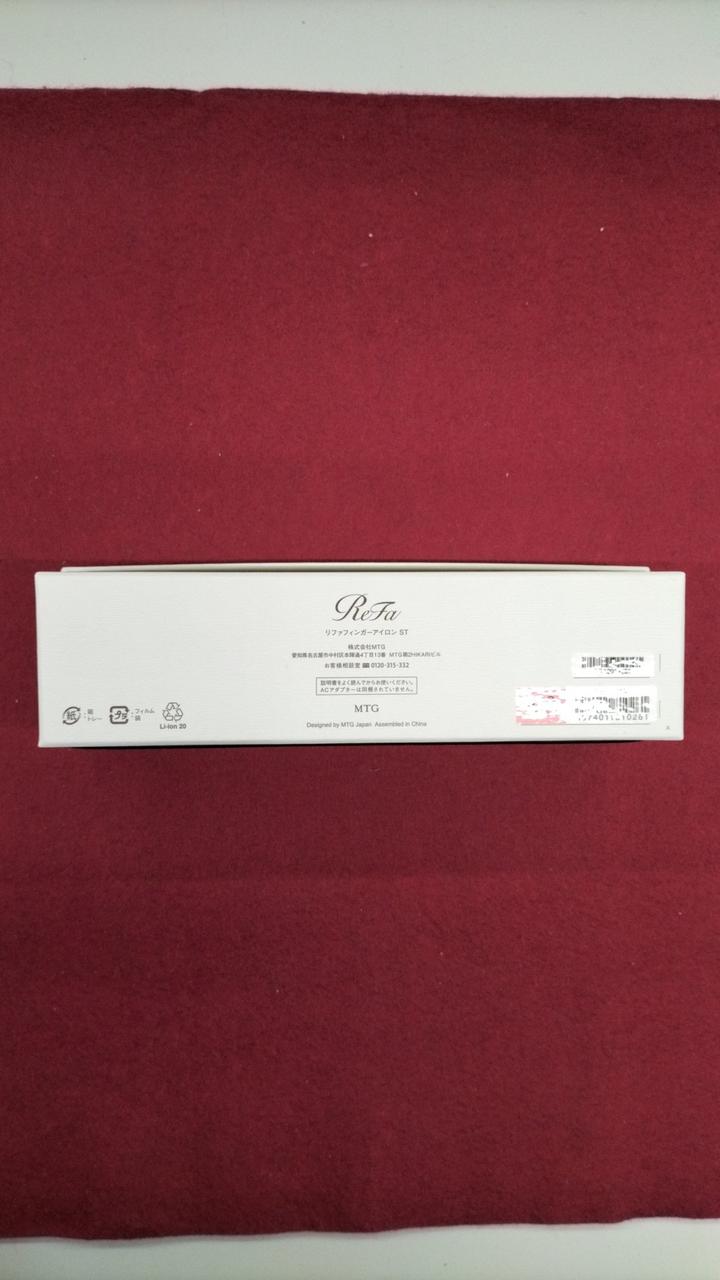 ReFa
リファフィンガーアイロン ST
株式会社MTG
愛知県名古屋市中村区本陣通4丁目13番 MTG第2HIKARIビル
お客様相談室 0120-315-332
説明書をよく読んでからお使いください。
ACアダプターは同梱されていません。
MTG
Designed by MTG Japan Assembled in China
紙
箱
トレー
プラ
フィルム
袋
Li-ion 20